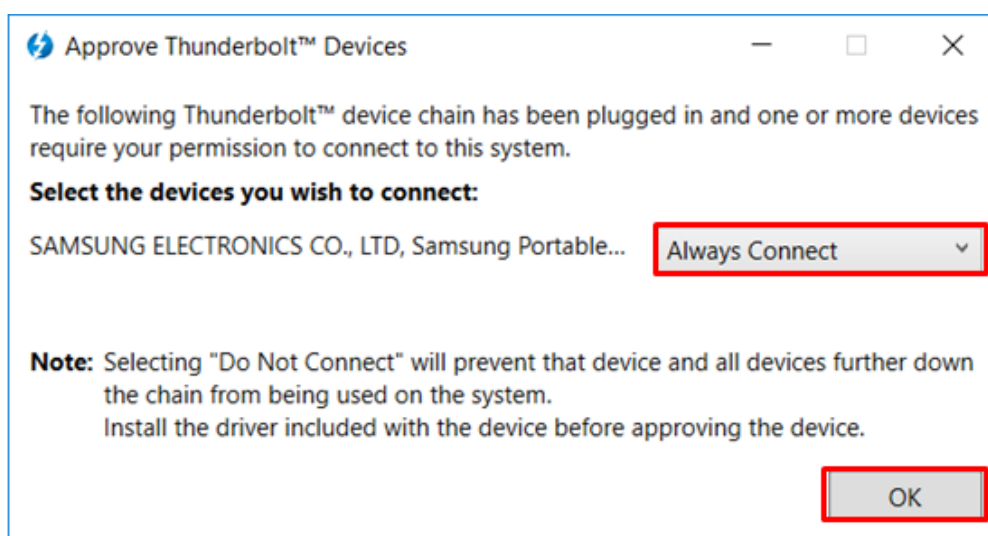 Approve Thunderbolt™ Devices
The following Thunderbolt™ device chain has been plugged in and one or more devices
require your permission to connect to this system.
Select the devices you wish to connect:
SAMSUNG ELECTRONICS CO., LTD, Samsung Portable... Always Connect
Note: Selecting "Do Not Connect" will prevent that device and all devices further down
the chain from being used on the system.
Install the driver included with the device before approving the device.
OK